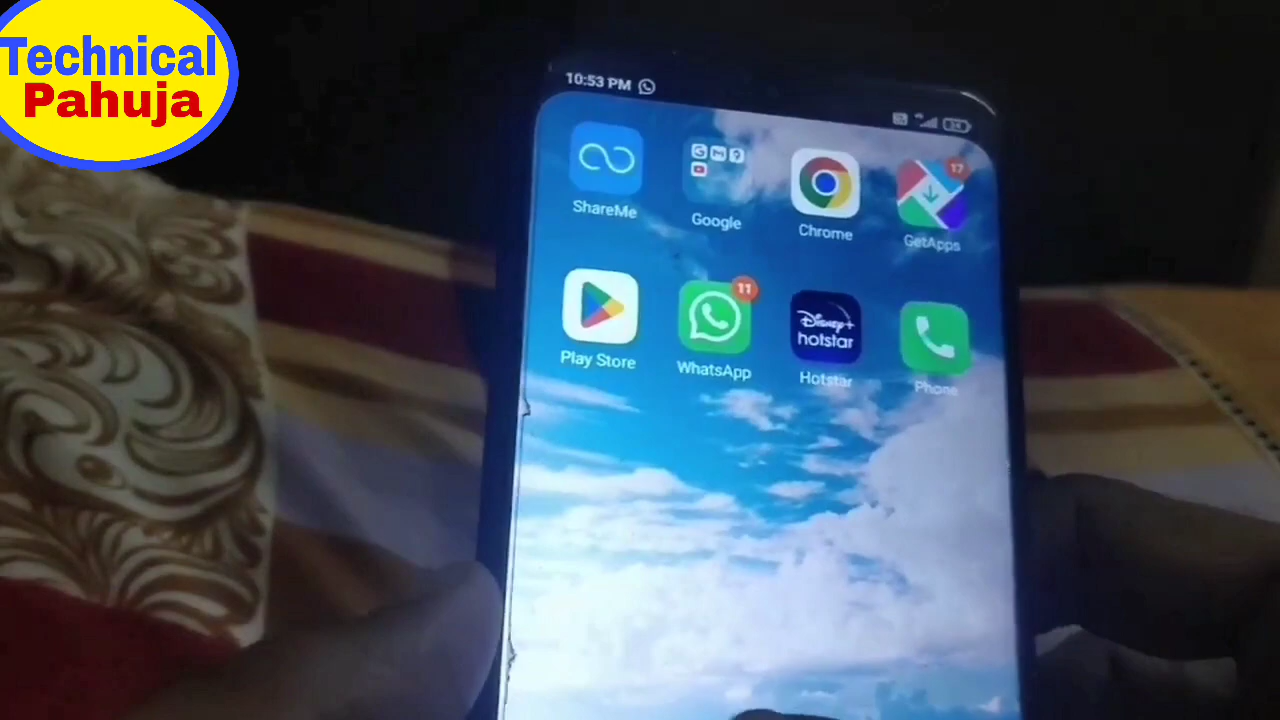 Technical
Pahuja
10:53 PM
ShareMe
Google
Chrome
17
GetApps
Play Store
11
WhatsApp
Disney+
hotstar
Hotstar
Phone